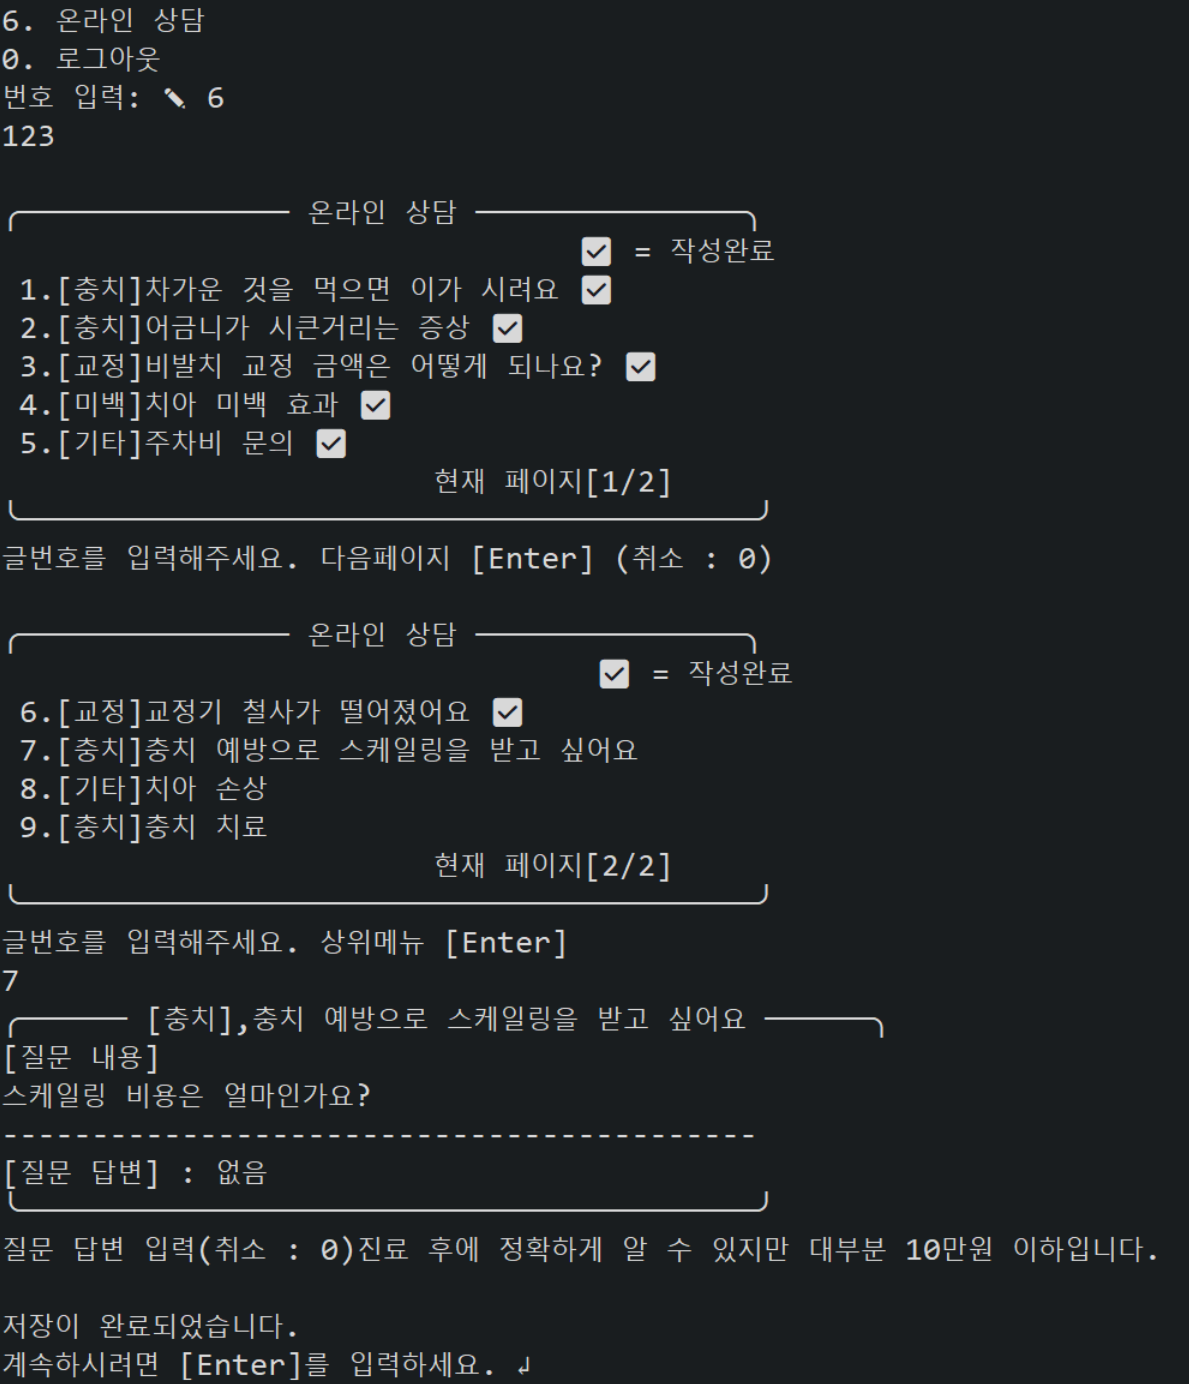 6. 온라인 상담
0. 로그아웃
번호 입력: ✎ 6
123
온라인 상담
☑ = 작성완료
1.[충치]차가운 것을 먹으면 이가 시려요 ☑
2.[충치]어금니가 시큰거리는 증상 ☑
3.[교정]비발치 교정 금액은 어떻게 되나요? ☑
4.[미백]치아 미백 효과 ☑
5.[기타]주차비 문의 ☑
현재 페이지[1/2]
글번호를 입력해주세요. 다음페이지 [Enter] (취소 : 0)
온라인 상담
☑ = 작성완료
6.[교정]교정기 철사가 떨어졌어요 ☑
7.[충치]충치 예방으로 스케일링을 받고 싶어요
8.[기타]치아 손상
9.[충치]충치 치료
현재 페이지[2/2]
글번호를 입력해주세요. 상위메뉴 [Enter]
7
[충치],충치 예방으로 스케일링을 받고 싶어요
[질문 내용]
스케일링 비용은 얼마인가요?
------------------------------------------
[질문 답변] : 없음
질문 답변 입력(취소 : 0)진료 후에 정확하게 알 수 있지만 대부분 10만원 이하입니다.
저장이 완료되었습니다.
계속하시려면 [Enter]를 입력하세요. ↲